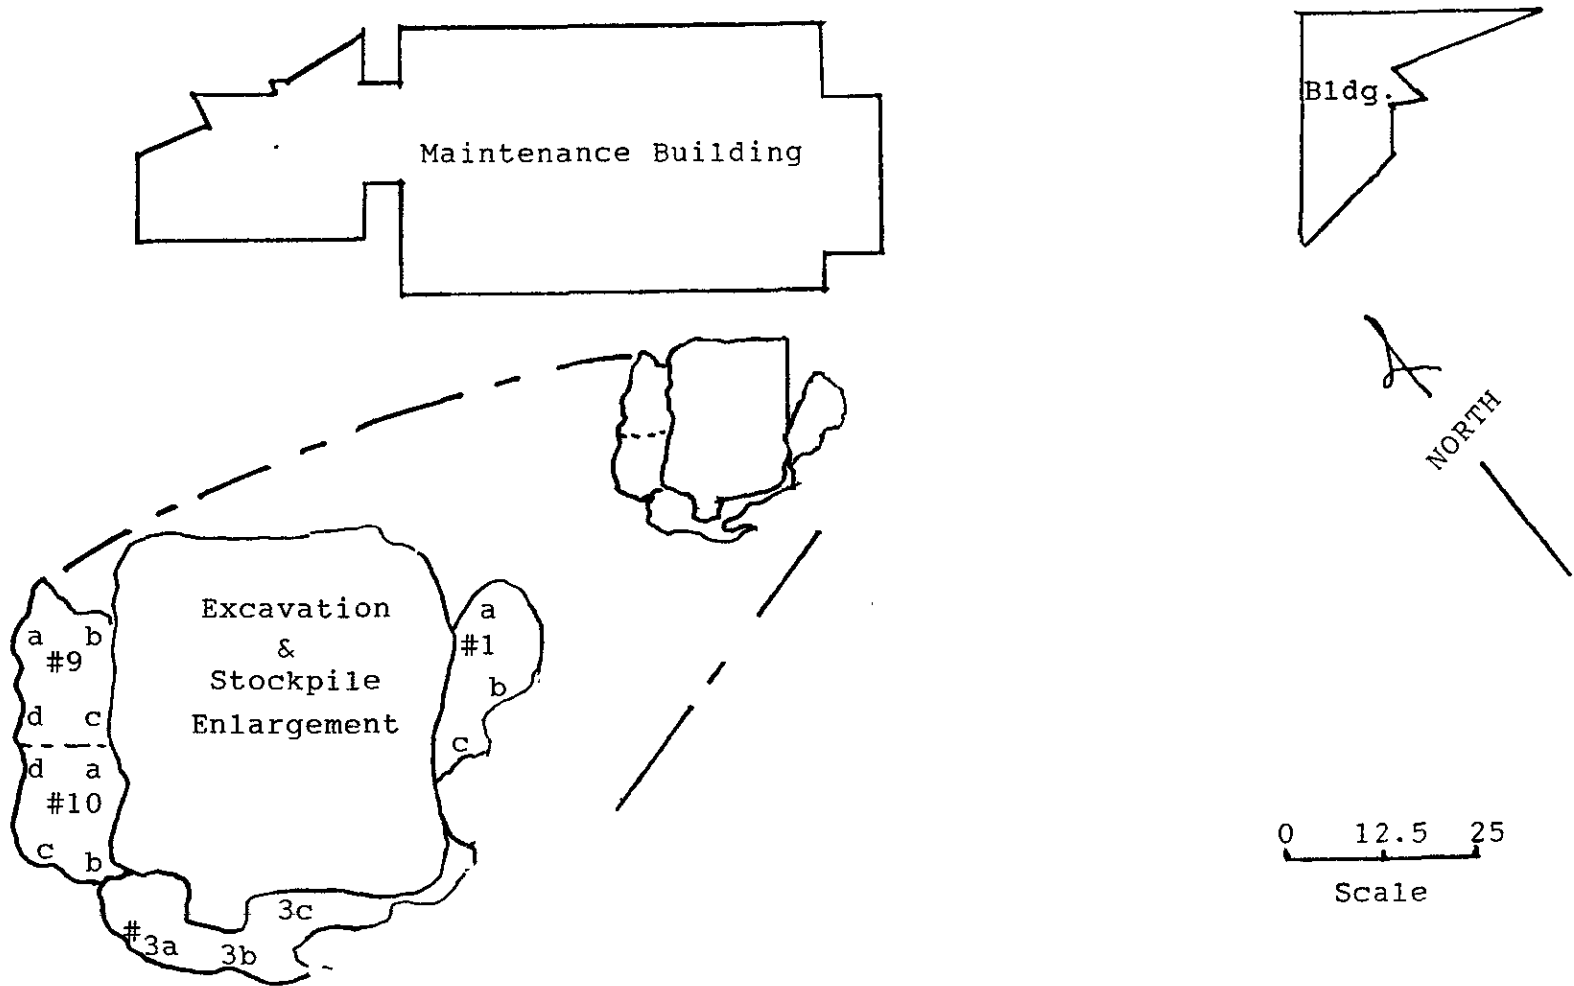 Bldg.
Maintenance Building
NORTH
Excavation
&
Stockpile
Enlargement
a b
#9
d c
d a
#10
c b
a
#1
b
c
3c
#3a 3b
0 12.5 25
Scale